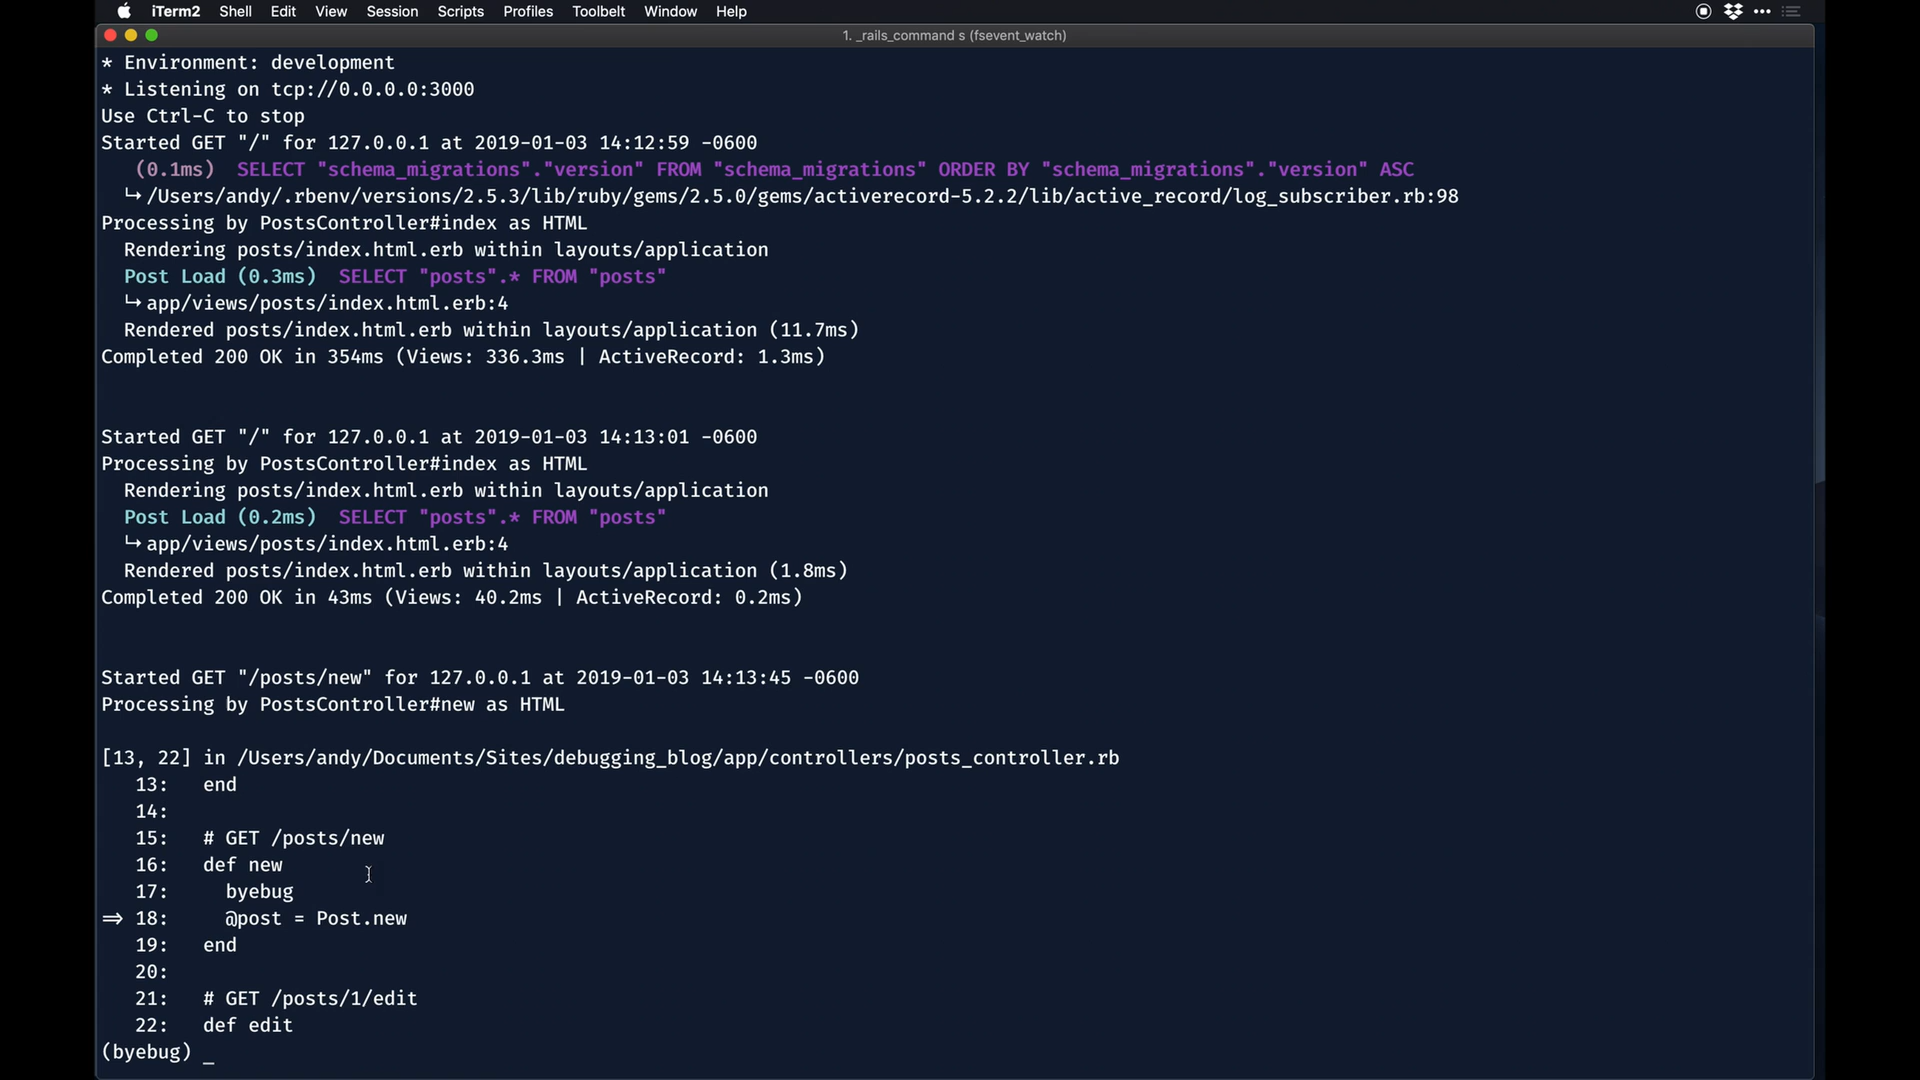 iTerm2 Shell Edit View Session Scripts Profiles Toolbelt Window Help
1. _rails_command s (fsevent_watch)
* Environment: development
* Listening on tcp://0.0.0.0:3000
Use Ctrl-C to stop
Started GET "/" for 127.0.0.1 at 2019-01-03 14:12:59 -0600
(0.1ms) SELECT "schema_migrations"."version" FROM "schema_migrations" ORDER BY "schema_migrations"."version" ASC
↳ /Users/andy/.rbenv/versions/2.5.3/lib/ruby/gems/2.5.0/gems/activerecord-5.2.2/lib/active_record/log_subscriber.rb:98
Processing by PostsController#index as HTML
Rendering posts/index.html.erb within layouts/application
Post Load (0.3ms) SELECT "posts".* FROM "posts"
↳ app/views/posts/index.html.erb:4
Rendered posts/index.html.erb within layouts/application (11.7ms)
Completed 200 OK in 354ms (Views: 336.3ms | ActiveRecord: 1.3ms)
Started GET "/" for 127.0.0.1 at 2019-01-03 14:13:01 -0600
Processing by PostsController#index as HTML
Rendering posts/index.html.erb within layouts/application
Post Load (0.2ms) SELECT "posts".* FROM "posts"
↳ app/views/posts/index.html.erb:4
Rendered posts/index.html.erb within layouts/application (1.8ms)
Completed 200 OK in 43ms (Views: 40.2ms | ActiveRecord: 0.2ms)
Started GET "/posts/new" for 127.0.0.1 at 2019-01-03 14:13:45 -0600
Processing by PostsController#new as HTML
[13, 22] in /Users/andy/Documents/Sites/debugging_blog/app/controllers/posts_controller.rb
13: end
14:
15: # GET /posts/new
16: def new
17: byebug
=> 18: @post = Post.new
19: end
20:
21: # GET /posts/1/edit
22: def edit
(byebug) _